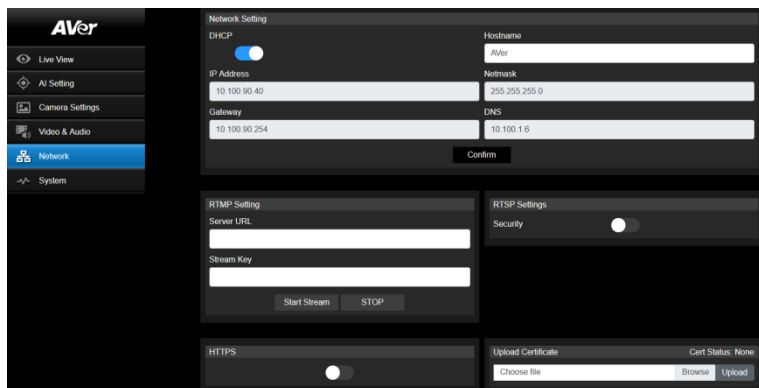 AVer
Live View
AI Setting
Camera Settings
Video & Audio
Network
System
Network Setting
DHCP
Hostname
AVer
IP Address
Netmask
10.100.90.40
255.255.255.0
Gateway
DNS
10.100.90.254
10.100.1.6
Confirm
RTMP Setting
Server URL
Stream Key
Start Stream STOP
RTSP Settings
Security
HTTPS
Upload Certificate Cert Status: None
Choose file Browse Upload